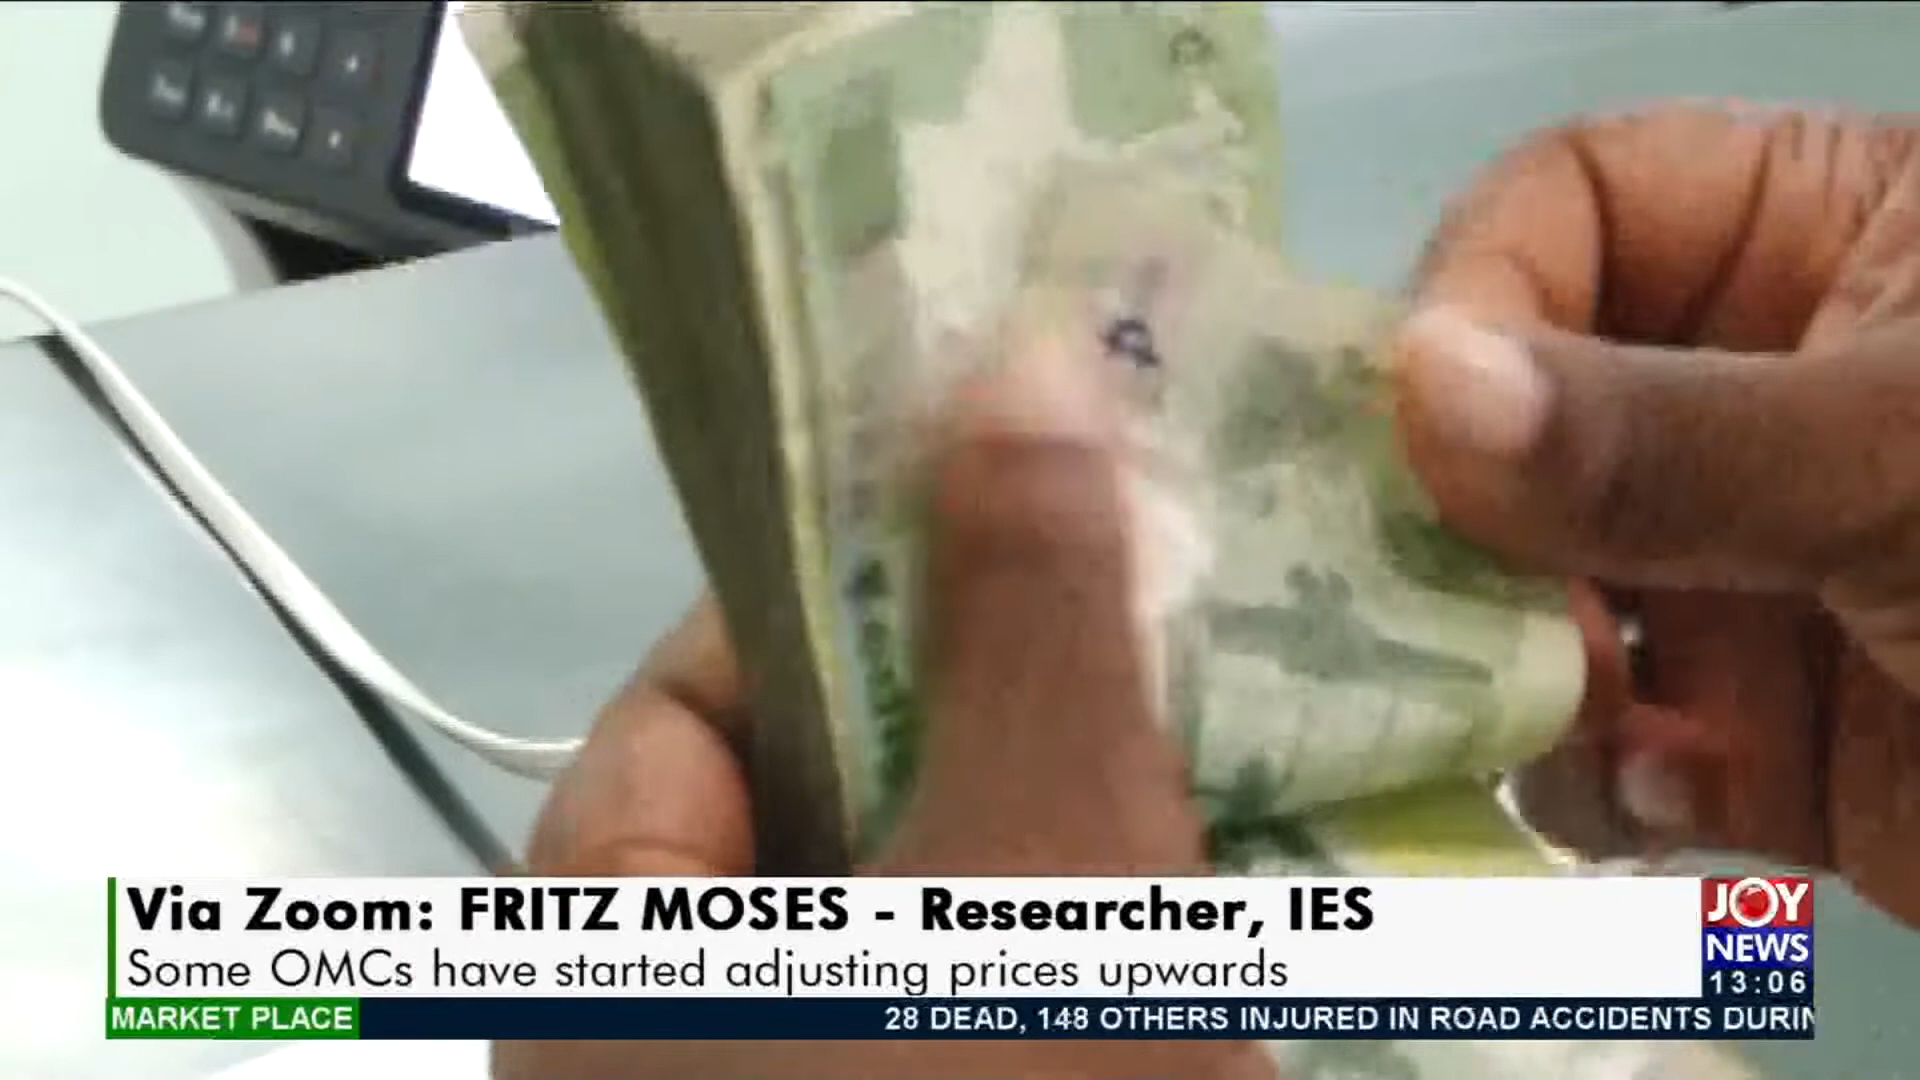 Via Zoom: FRITZ MOSES - Researcher, IES
Some OMCs have started adjusting prices upwards
JOY
NEWS
13:06
MARKET PLACE
28 DEAD, 148 OTHERS INJURED IN ROAD ACCIDENTS DURIN